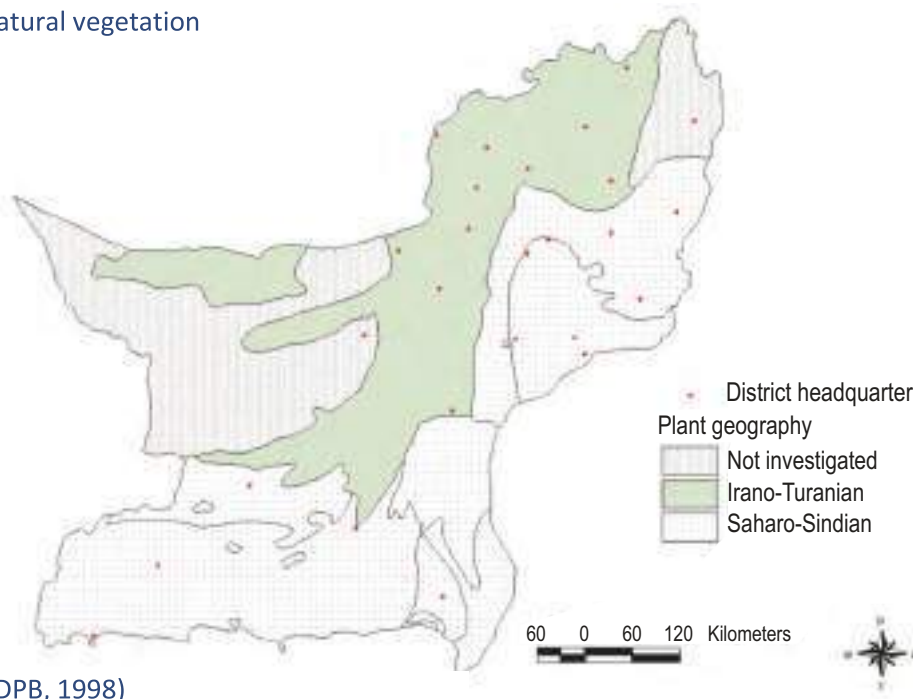 atural vegetation
District headquarter
Plant geography
Not investigated
Irano-Turanian
Saharo-Sindian
60 0 60 120 Kilometers
DPB, 1998)